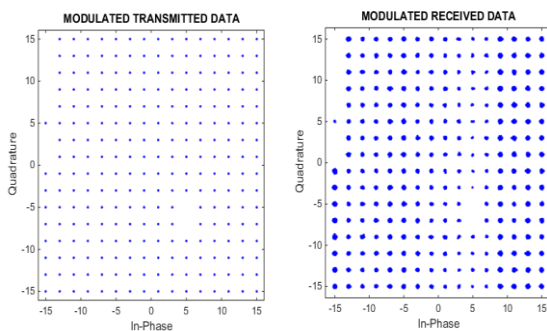 MODULATED TRANSMITTED DATA
15
10
5
0
-5
-10
-15
Quadrature
-15 -10 -5 0 5 10 15
In-Phase
MODULATED RECEIVED DATA
15
10
5
0
-5
-10
-15
Quadrature
-15 -10 -5 0 5 10 15
In-Phase